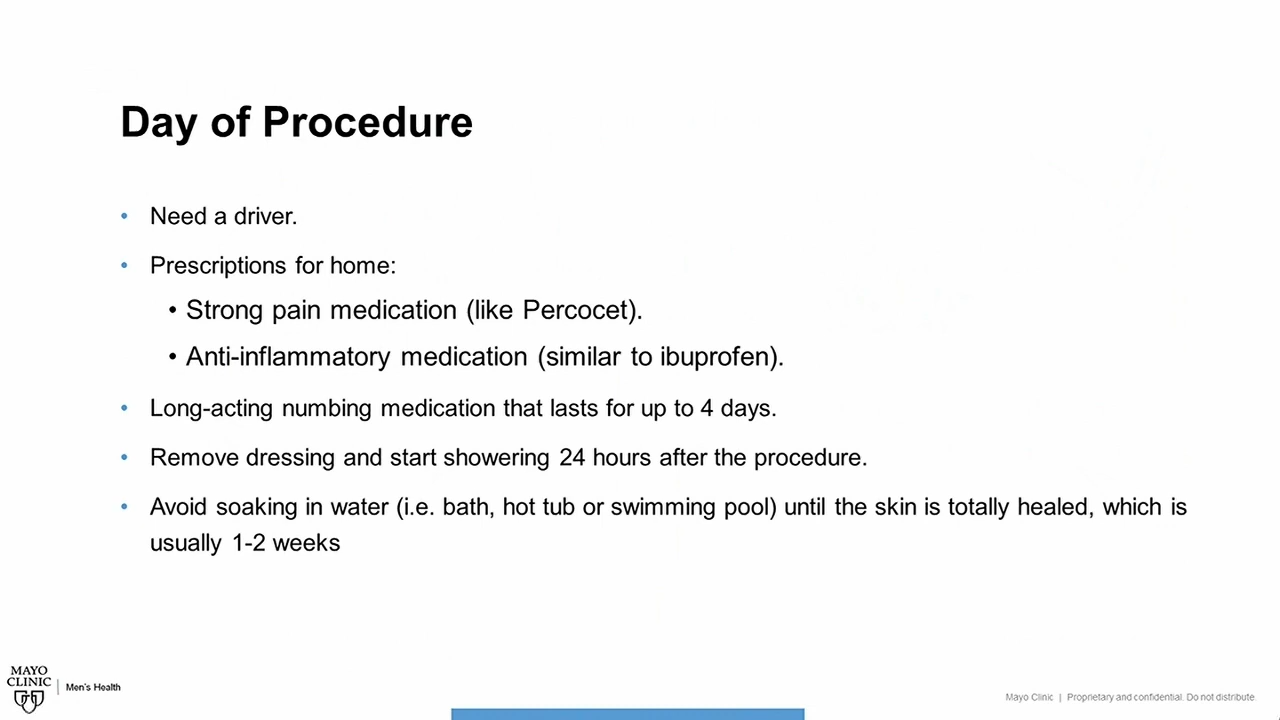 Day of Procedure
• Need a driver.
• Prescriptions for home:
• Strong pain medication (like Percocet).
• Anti-inflammatory medication (similar to ibuprofen).
• Long-acting numbing medication that lasts for up to 4 days.
• Remove dressing and start showering 24 hours after the procedure.
• Avoid soaking in water (i.e. bath, hot tub or swimming pool) until the skin is totally healed, which is
usually 1-2 weeks
MAYO
CLINIC
Men's Health
Mayo Clinic | Proprietary and confidential. Do not distribute.